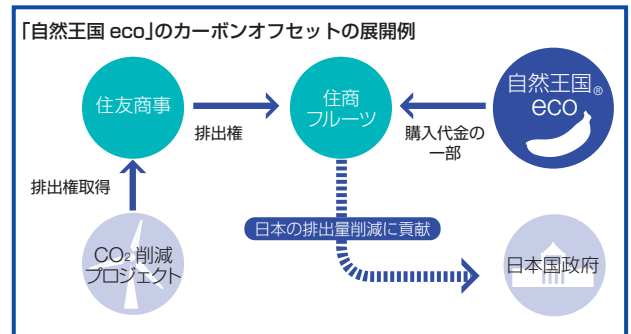 「自然王国 eco」のカーボンオフセットの展開例
住友商事
排出権
住商
フルーツ
購入代金の
一部
自然王国®
eco
排出権取得
CO₂ 削減
プロジェクト
日本の排出量削減に貢献
日本国政府